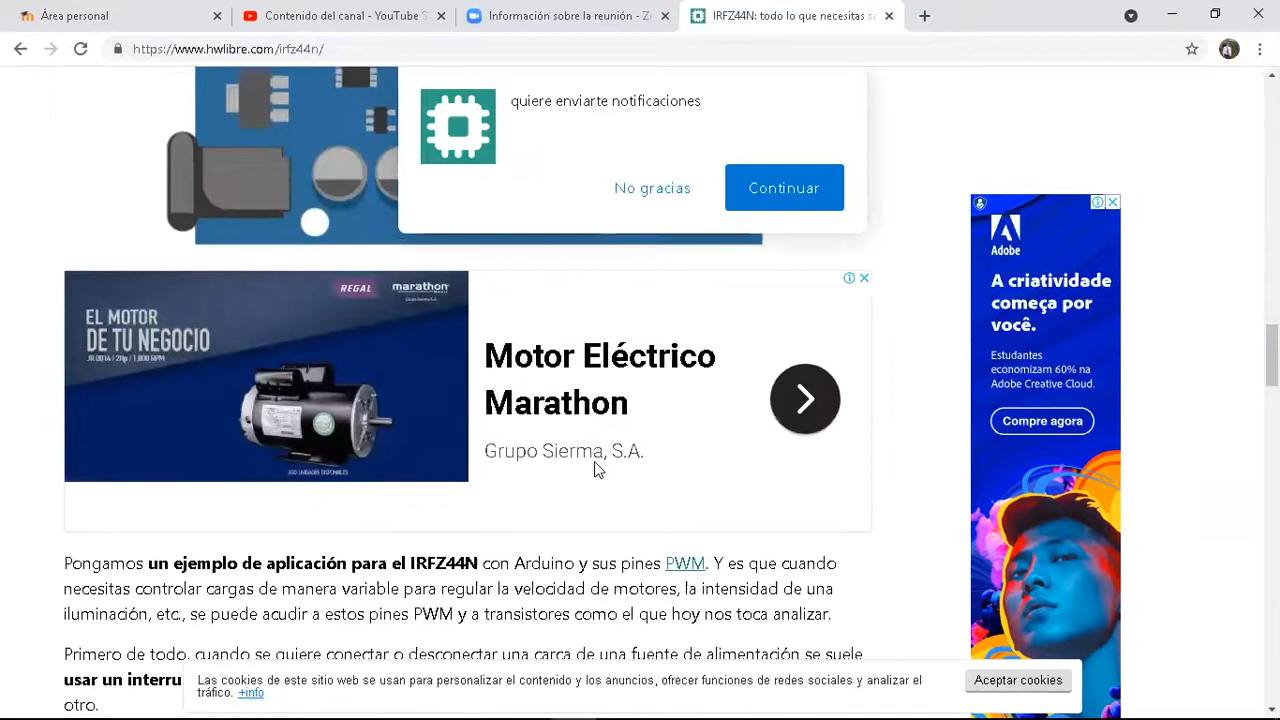 Área personal
Contenido del canal - YouTube S
Información sobre la reunión - Zo
IRFZ44N: todo lo que necesitas sa
https://www.hwlibre.com/irfz44n/
quiere enviarte notificaciones
No gracias
Continuar
REGAL
marathon
EL MOTOR
DE TU NEGOCIO
Motor Eléctrico
Marathon
Grupo Sierma, S.A.
300 UNIDADES DISPONIBLES
Adobe
A criatividade
começa por
você.
Estudantes
economizam 60% na
Adobe Creative Cloud.
Compre agora
Pongamos un ejemplo de aplicación para el IRFZ44N con Arduino y sus pines PWM. Y es que cuando
necesitas controlar cargas de manera variable para regular la velocidad de motores, la intensidad de una
iluminación, etc., se puede acudir a estos pines PWM y a transistores como el que hoy nos toca analizar.
Primero de todo, cuando se quiere conectar o desconectar una carga de una fuente de alimentación se suele
usar un interru
otro.
Las cookies de este sitio web se usan para personalizar el contenido y los anuncios, ofrecer funciones de redes sociales y analizar el
tráfico. +info
Aceptar cookies